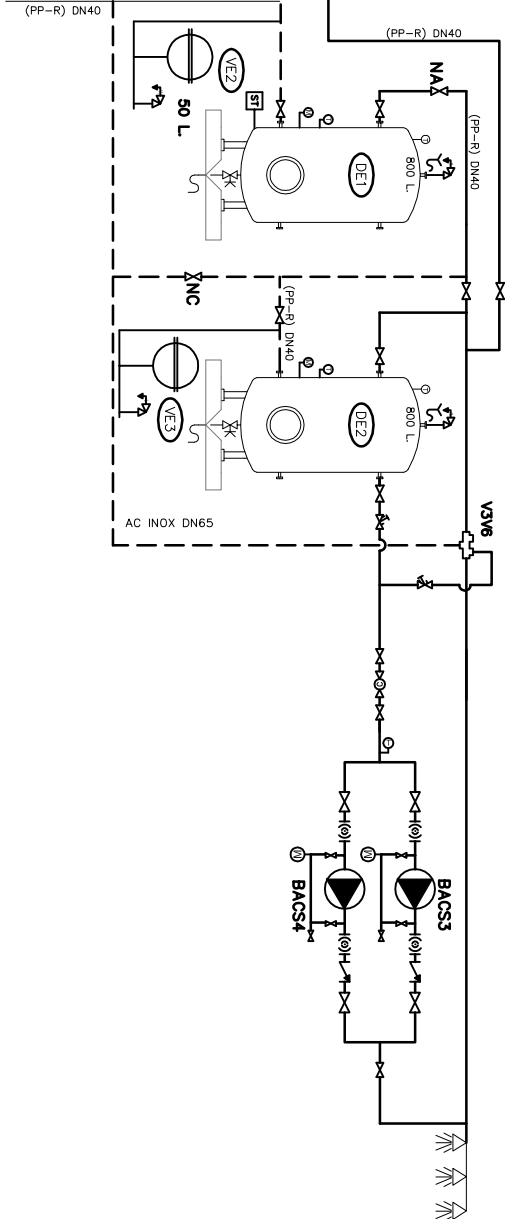 (PP-R) DN40
(PP-R) DN40
VE2
NA
50 L.
ST
M
T
T
(PP-R) DN40
DE1
800 L.
NC
(PP-R) DN40
M
T
T
VE3
DE2
800 L.
AC INOX DN65
V3V6
C
T
M
M
BACS3
BACS4